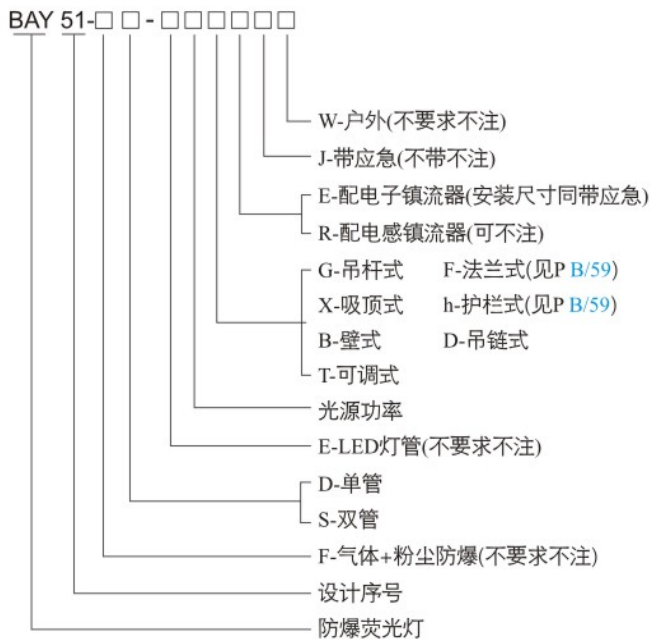 BAY 51-□ □ - □ □ □ □ □ □
W-户外(不要求不注)
J-带应急(不带不注)
E-配电子镇流器(安装尺寸同带应急)
R-配电感镇流器(可不注)
G-吊杆式 F-法兰式(见P B/59)
X-吸顶式 h-护栏式(见P B/59)
B-壁式 D-吊链式
T-可调式
光源功率
E-LED灯管(不要求不注)
D-单管
S-双管
F-气体+粉尘防爆(不要求不注)
设计序号
防爆荧光灯